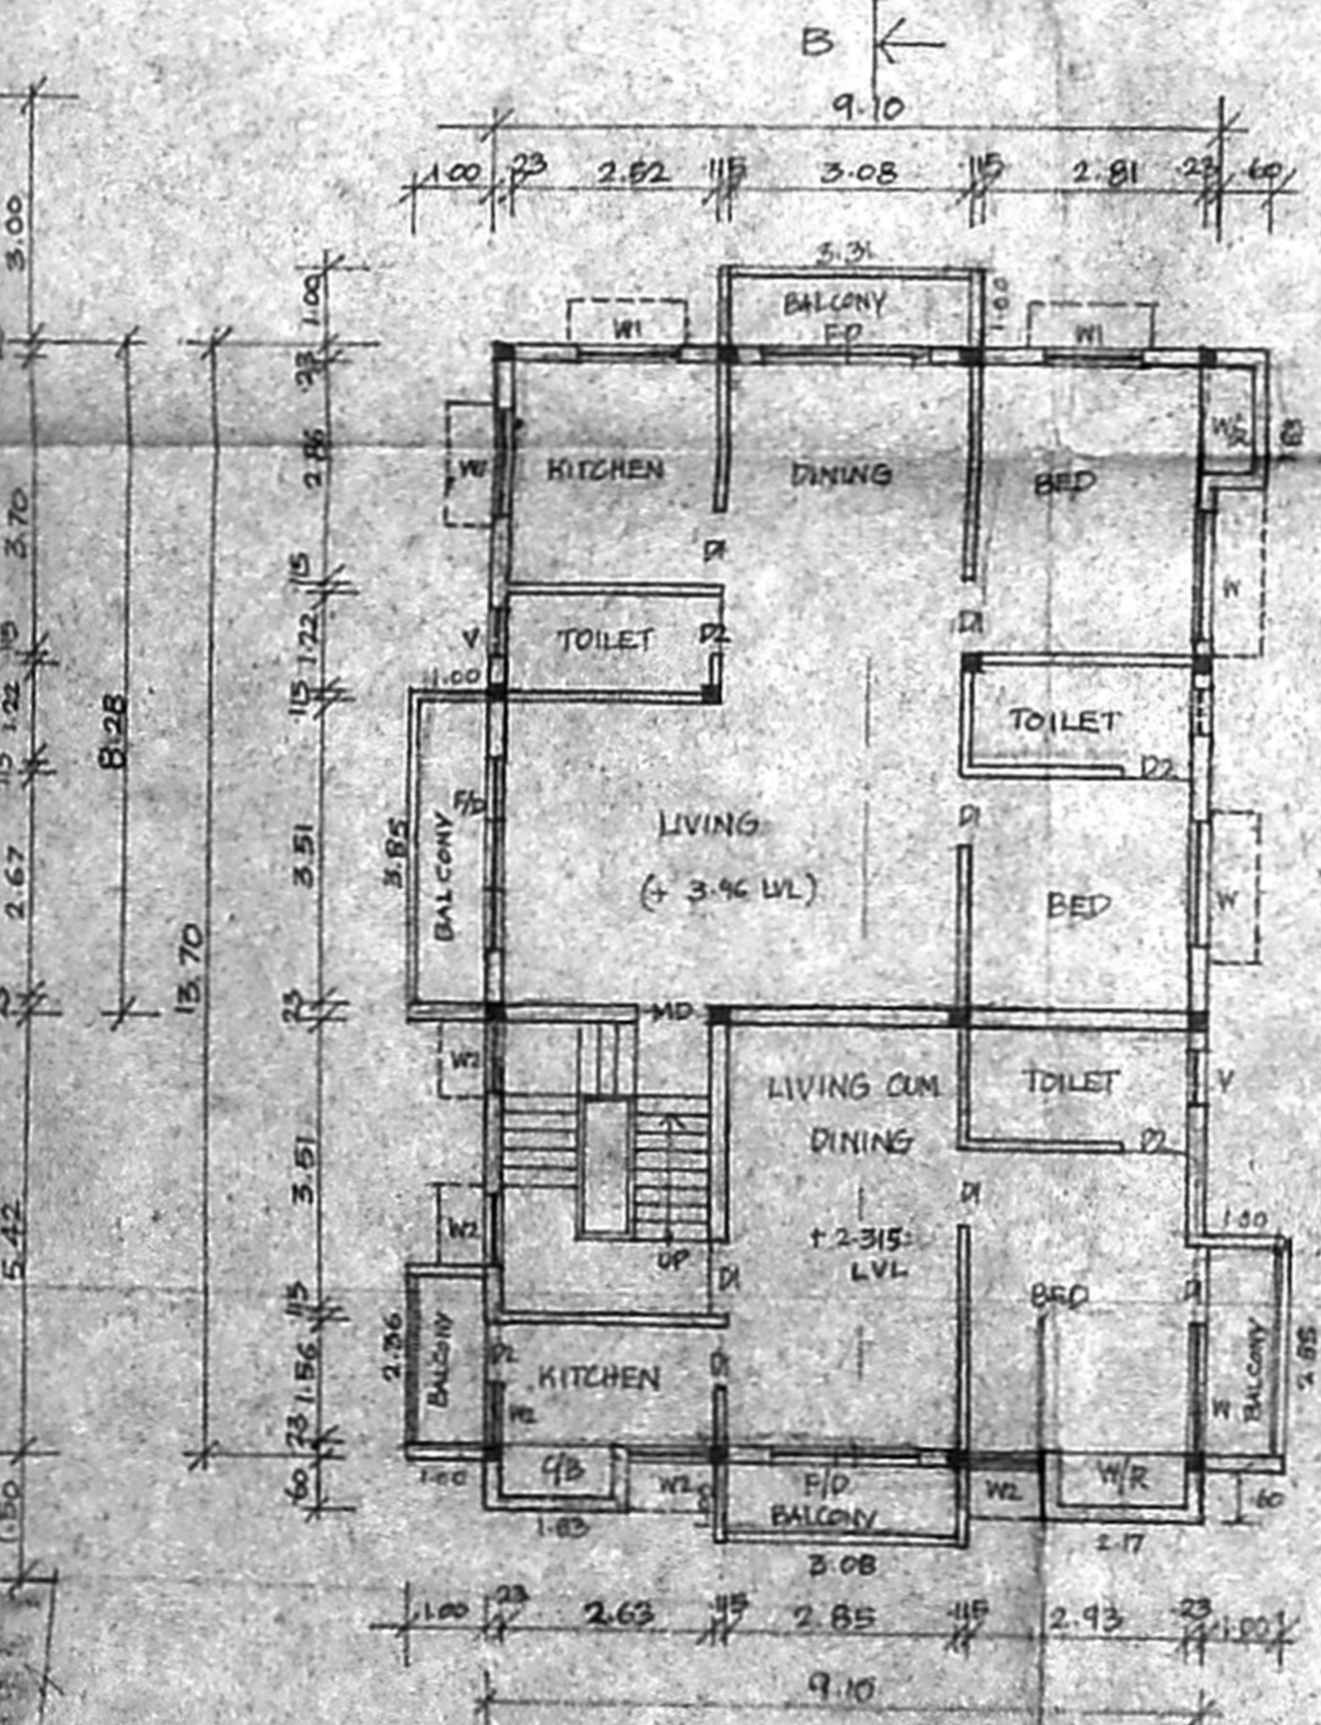 B
9.10
1.00 .23 2.52 .115 3.08 .115 2.81 .23 .60
3.00
3.31
1.00
BALCONY
1.00
W1
W1
.23
2.86
KITCHEN
DINING
BED
3.70
D1
W
.115
1.22
V
TOILET
D2
D1
1.00
.115
1.22
8.28
TOILET
D2
F/D
LIVING
D1
3.85
BALCONY
3.51
(+ 3.96 LVL)
BED
W
2.67
13.70
.23
MD
W2
LIVING CUM
DINING
TOILET
V
D2
3.51
D1
W2
+ 2.315
LVL
1.00
UP
D1
5.42
.115
BED
D
2.36
BALCONY
1.56
D2
KITCHEN
D1
W2
W
BALCONY
2.85
.23
.60
1.00
C/B
W2
F/D
BALCONY
W2
W/R
.60
1.50
1.63
3.08
2.17
1.00 .23 2.63 .115 2.85 .115 2.93 .23 1.00
9.10